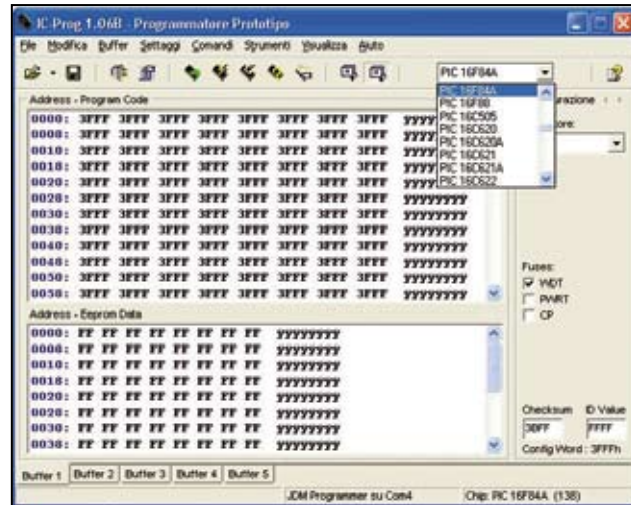 IC-Prog 1.06B - Programmatore Prototipo
File Modifica Buffer Settaggi Comandi Strumenti Visualizza Aiuto
PIC 16F84A
PIC 16F84A
PIC 16F88
PIC 16C505
PIC 16C620
PIC 16C620A
PIC 16C621
PIC 16C621A
PIC 16C622
Address - Program Code
0000: 3FFF 3FFF 3FFF 3FFF 3FFF 3FFF 3FFF 3FFF yyyy
0008: 3FFF 3FFF 3FFF 3FFF 3FFF 3FFF 3FFF 3FFF yyyy
0010: 3FFF 3FFF 3FFF 3FFF 3FFF 3FFF 3FFF 3FFF yyyy
0018: 3FFF 3FFF 3FFF 3FFF 3FFF 3FFF 3FFF 3FFF yyyy
0020: 3FFF 3FFF 3FFF 3FFF 3FFF 3FFF 3FFF 3FFF yyyy
0028: 3FFF 3FFF 3FFF 3FFF 3FFF 3FFF 3FFF 3FFF yyyyyyyy
0030: 3FFF 3FFF 3FFF 3FFF 3FFF 3FFF 3FFF 3FFF yyyyyyyy
0038: 3FFF 3FFF 3FFF 3FFF 3FFF 3FFF 3FFF 3FFF yyyyyyyy
0040: 3FFF 3FFF 3FFF 3FFF 3FFF 3FFF 3FFF 3FFF yyyyyyyy
0048: 3FFF 3FFF 3FFF 3FFF 3FFF 3FFF 3FFF 3FFF yyyyyyyy
0050: 3FFF 3FFF 3FFF 3FFF 3FFF 3FFF 3FFF 3FFF yyyyyyyy
0058: 3FFF 3FFF 3FFF 3FFF 3FFF 3FFF 3FFF 3FFF yyyyyyyy
Fuses:
WDT
PWRT
CP
Address - Eeprom Data
0000: FF FF FF FF FF FF FF FF yyyyyyyy
0008: FF FF FF FF FF FF FF FF yyyyyyyy
0010: FF FF FF FF FF FF FF FF yyyyyyyy
0018: FF FF FF FF FF FF FF FF yyyyyyyy
0020: FF FF FF FF FF FF FF FF yyyyyyyy
0028: FF FF FF FF FF FF FF FF yyyyyyyy
0030: FF FF FF FF FF FF FF FF yyyyyyyy
0038: FF FF FF FF FF FF FF FF yyyyyyyy
Checksum ID Value
3BFF FFFF
Config Word : 3FFFh
Buffer 1 Buffer 2 Buffer 3 Buffer 4 Buffer 5
JDM Programmer su Com4 Chip: PIC 16F84A (138)